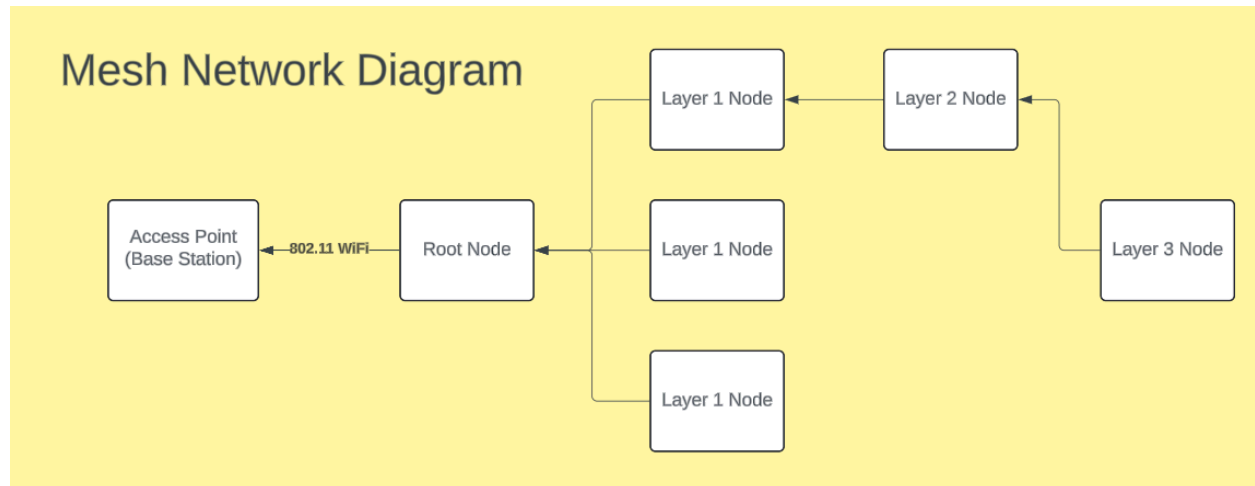 Mesh Network Diagram
Layer 1 Node
Layer 2 Node
Access Point
(Base Station)
802.11 WiFi
Root Node
Layer 1 Node
Layer 3 Node
Layer 1 Node